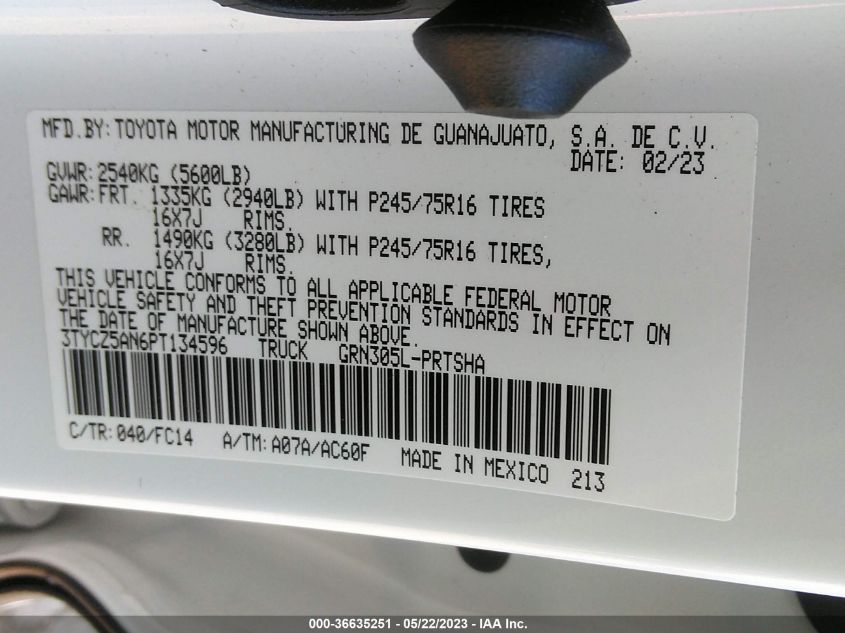 MFD.BY:TOYOTA MOTOR MANUFACTURING DE GUANAJUATO, S.A. DE C.V.
DATE: 02/23
GVWR:2540KG (5600LB)
GAWR:FRT. 1335KG (2940LB) WITH P245/75R16 TIRES
16X7J RIMS.
RR. 1490KG (3280LB) WITH P245/75R16 TIRES,
16X7J RIMS.
THIS VEHICLE CONFORMS TO ALL APPLICABLE FEDERAL MOTOR
VEHICLE SAFETY AND THEFT PREVENTION STANDARDS IN EFFECT ON
THE DATE OF MANUFACTURE SHOWN ABOVE.
3TYCZ5AN6PT134596 TRUCK GRN305L-PRTSHA
C/TR:040/FC14 A/TM:A07A/AC60F MADE IN MEXICO 213
000-36635251 - 05/22/2023 - IAA Inc.